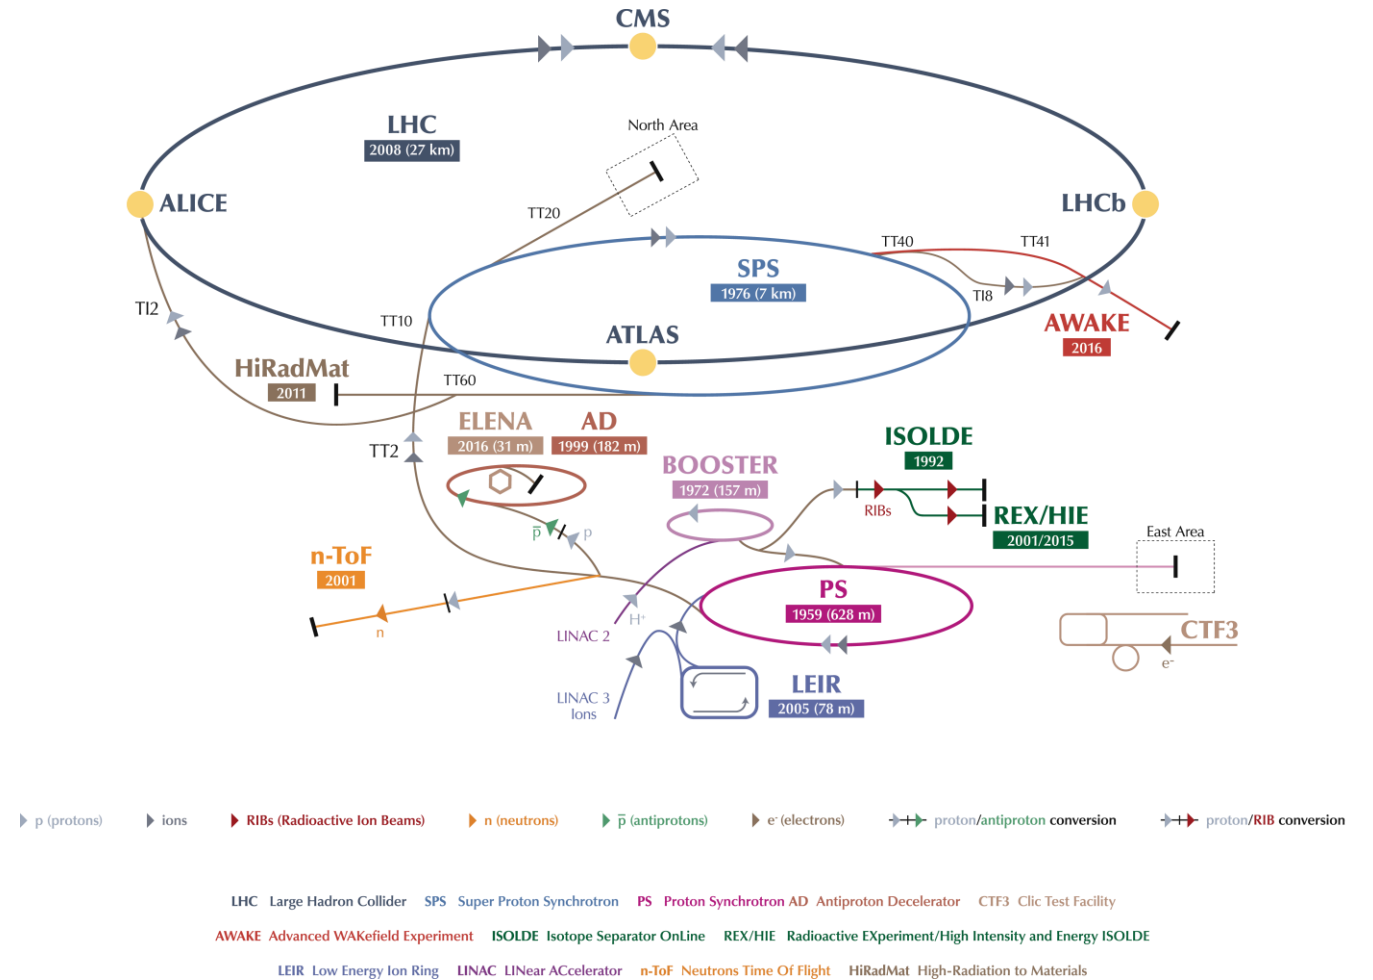 CMS
LHC
2008 (27 km)
North Area
ALICE
LHCb
TT20
TT40
TT41
SPS
1976 (7 km)
TI8
TI2
TT10
ATLAS
AWAKE
2016
HiRadMat
2011
TT60
ELENA
2016 (31 m)
AD
1999 (182 m)
TT2
BOOSTER
1972 (157 m)
ISOLDE
1992
RIBs
REX/HIE
2001/2015
p̅
p
East Area
n-ToF
2001
n
PS
1959 (628 m)
H⁺
LINAC 2
CTF3
e⁻
LINAC 3
Ions
LEIR
2005 (78 m)
p (protons)
ions
RIBs (Radioactive Ion Beams)
n (neutrons)
p̅ (antiprotons)
e⁻ (electrons)
proton/antiproton conversion
proton/RIB conversion
LHC Large Hadron Collider SPS Super Proton Synchrotron PS Proton Synchrotron AD Antiproton Decelerator CTF3 Clic Test Facility
AWAKE Advanced WAKefield Experiment ISOLDE Isotope Separator OnLine REX/HIE Radioactive EXperiment/High Intensity and Energy ISOLDE
LEIR Low Energy Ion Ring LINAC LINear ACcelerator n-ToF Neutrons Time Of Flight HiRadMat High-Radiation to Materials